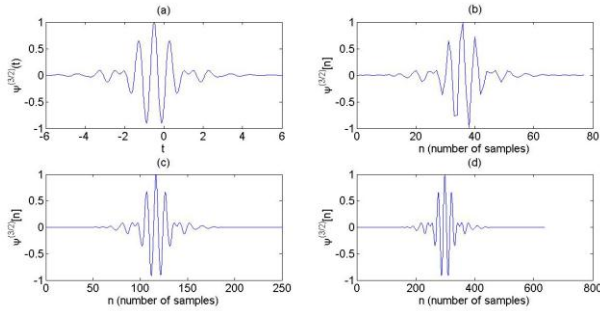 (a)
1
0.5
0
-0.5
-1
ψ(3/2)(t)
-6 -4 -2 0 2 4 6
t
(b)
1
0.5
0
-0.5
-1
ψ(3/2)[n]
0 20 40 60 80
n (number of samples)
(c)
1
0.5
0
-0.5
-1
ψ(3/2)[n]
0 50 100 150 200 250
n (number of samples)
(d)
1
0.5
0
-0.5
-1
ψ(3/2)[n]
0 200 400 600 800
n (number of samples)